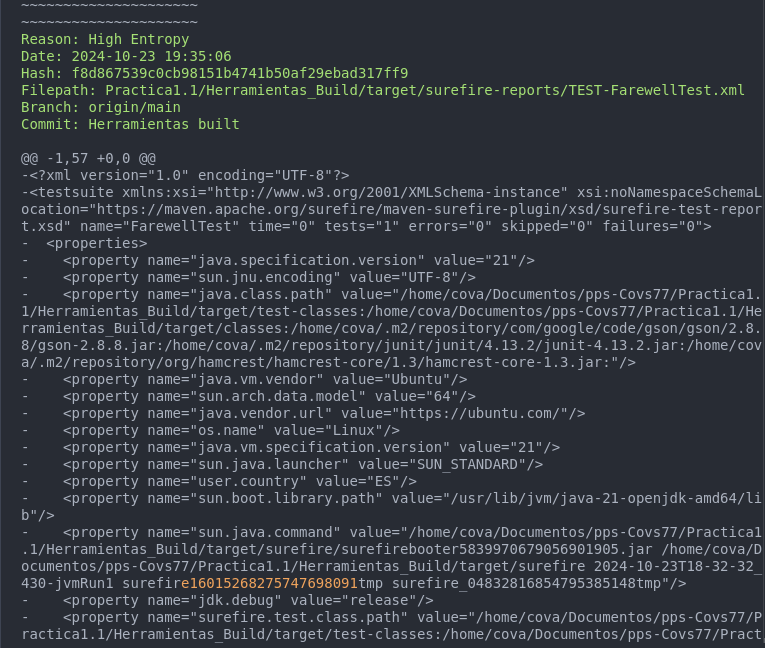 ~~~~~~~~~~~~~~~~~~~~~
~~~~~~~~~~~~~~~~~~~~~
Reason: High Entropy
Date: 2024-10-23 19:35:06
Hash: f8d867539c0cb98151b4741b50af29ebad317ff9
Filepath: Practica1.1/Herramientas_Build/target/surefire-reports/TEST-FarewellTest.xml
Branch: origin/main
Commit: Herramientas built
@@ -1,57 +0,0 @@
-<?xml version="1.0" encoding="UTF-8"?>
-<testsuite xmlns:xsi="http://www.w3.org/2001/XMLSchema-instance" xsi:noNamespaceSchemaL
ocation="https://maven.apache.org/surefire/maven-surefire-plugin/xsd/surefire-test-repor
t.xsd" name="FarewellTest" time="0" tests="1" errors="0" skipped="0" failures="0">
-  <properties>
-    <property name="java.specification.version" value="21"/>
-    <property name="sun.jnu.encoding" value="UTF-8"/>
-    <property name="java.class.path" value="/home/cova/Documentos/pps-Covs77/Practica1.
1/Herramientas_Build/target/test-classes:/home/cova/Documentos/pps-Covs77/Practica1.1/He
rramientas_Build/target/classes:/home/cova/.m2/repository/com/google/code/gson/gson/2.8.
8/gson-2.8.8.jar:/home/cova/.m2/repository/junit/junit/4.13.2/junit-4.13.2.jar:/home/cov
a/.m2/repository/org/hamcrest/hamcrest-core/1.3/hamcrest-core-1.3.jar:"/>
-    <property name="java.vm.vendor" value="Ubuntu"/>
-    <property name="sun.arch.data.model" value="64"/>
-    <property name="java.vendor.url" value="https://ubuntu.com/"/>
-    <property name="os.name" value="Linux"/>
-    <property name="java.vm.specification.version" value="21"/>
-    <property name="sun.java.launcher" value="SUN_STANDARD"/>
-    <property name="user.country" value="ES"/>
-    <property name="sun.boot.library.path" value="/usr/lib/jvm/java-21-openjdk-amd64/li
b"/>
-    <property name="sun.java.command" value="/home/cova/Documentos/pps-Covs77/Practica1
.1/Herramientas_Build/target/surefire/surefirebooter5839970679056901905.jar /home/cova/D
ocumentos/pps-Covs77/Practica1.1/Herramientas_Build/target/surefire 2024-10-23T18-32-32_
430-jvmRun1 surefire16015268275747698091tmp surefire_04832816854795385148tmp"/>
-    <property name="jdk.debug" value="release"/>
-    <property name="surefire.test.class.path" value="/home/cova/Documentos/pps-Covs77/P
ractica1.1/Herramientas_Build/target/test-classes:/home/cova/Documentos/pps-Covs77/Pract